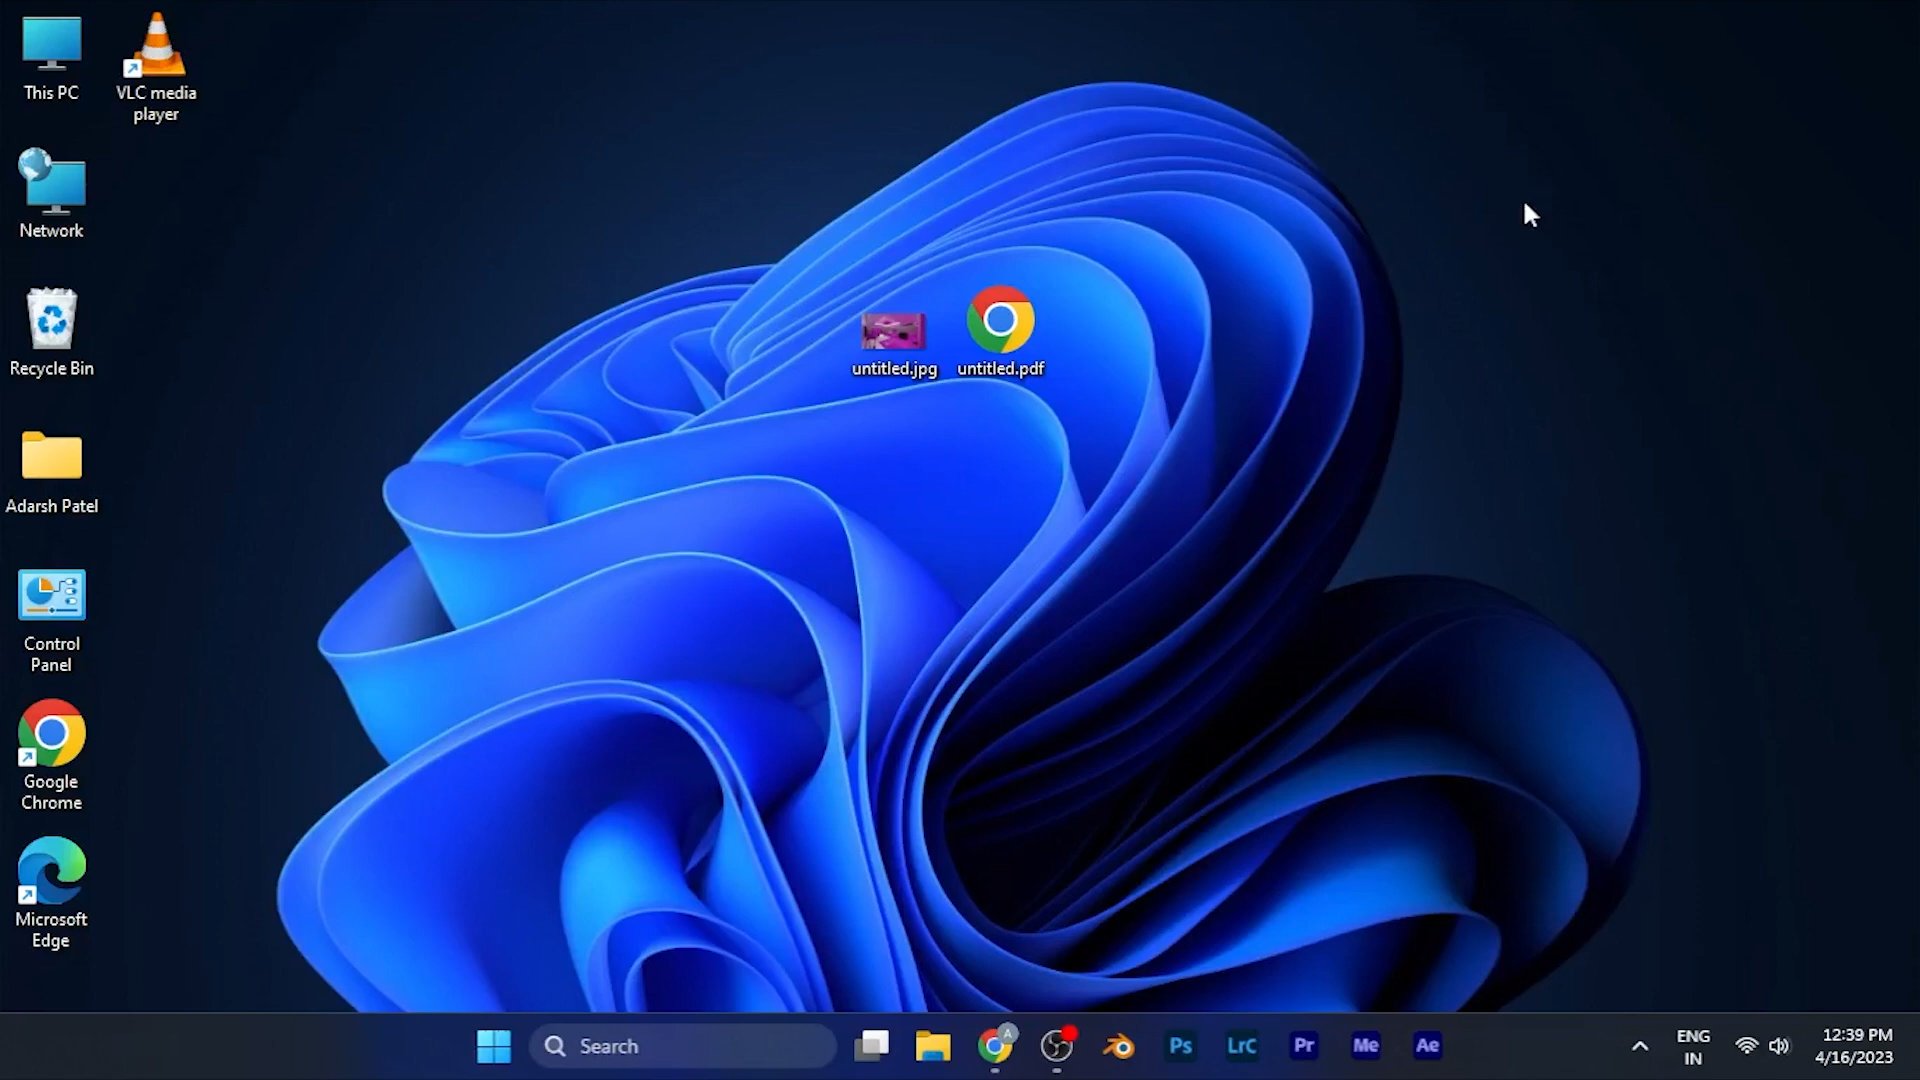 This PC
VLC media
player
Network
Recycle Bin
untitled.jpg
untitled.pdf
Adarsh Patel
Control
Panel
Google
Chrome
Microsoft
Edge
Search
A
Ps
LrC
Pr
Me
Ae
ENG
IN
12:39 PM
4/16/2023